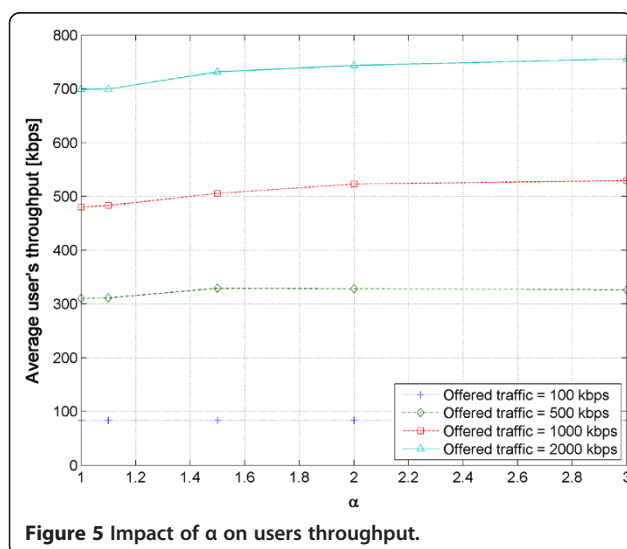 800
700
600
500
400
300
200
100
0
Average user's throughput [kbps]
1
1.2
1.4
1.6
1.8
2
2.2
2.4
2.6
2.8
3
α
Offered traffic = 100 kbps
Offered traffic = 500 kbps
Offered traffic = 1000 kbps
Offered traffic = 2000 kbps
Figure 5 Impact of α on users throughput.